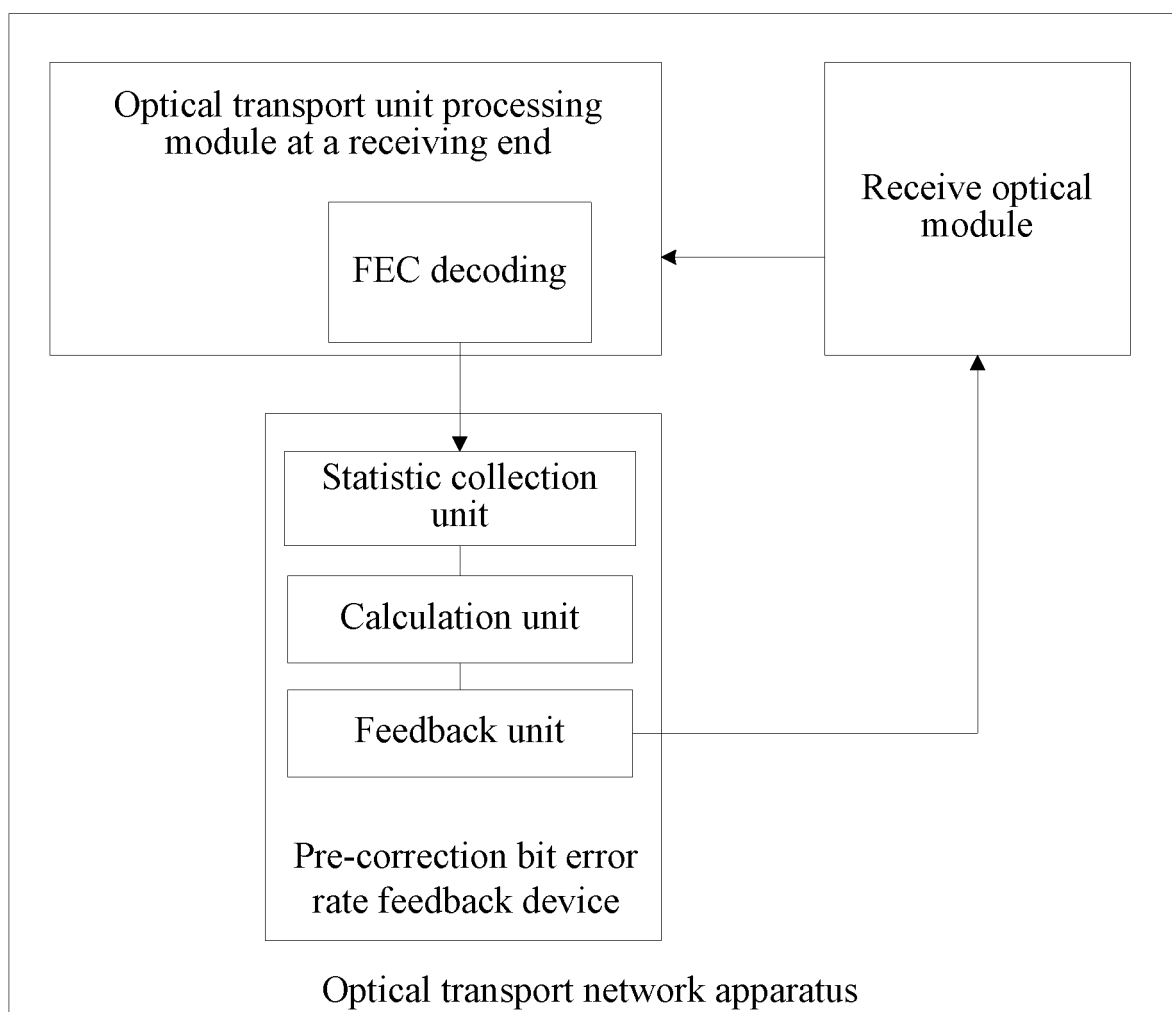 Optical transport unit processing
module at a receiving end
FEC decoding
Receive optical
module
Statistic collection
unit
Calculation unit
Feedback unit
Pre-correction bit error
rate feedback device
Optical transport network apparatus